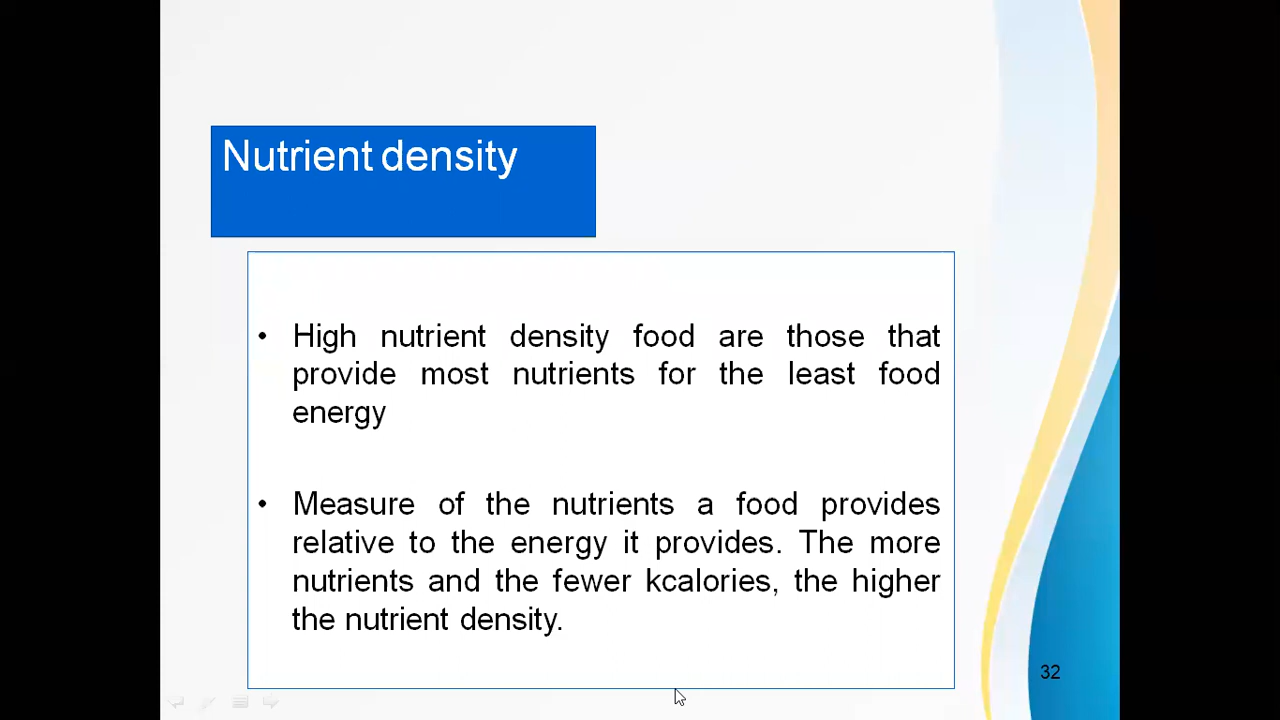 Nutrient density
• High nutrient density food are those that
provide most nutrients for the least food
energy
• Measure of the nutrients a food provides
relative to the energy it provides. The more
nutrients and the fewer kcalories, the higher
the nutrient density.
32